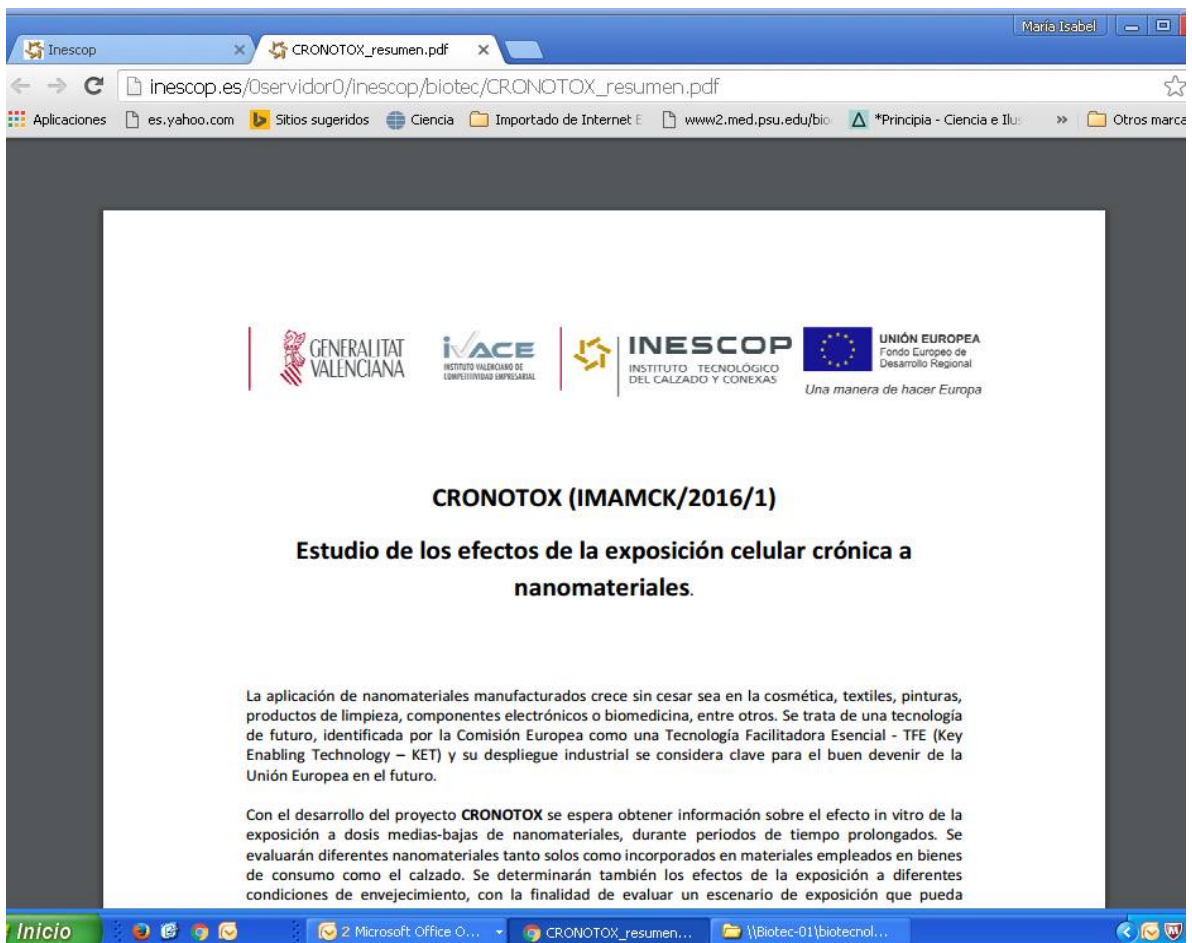 María Isabel
Inescop
CRONOTOX_resumen.pdf
inescop.es/0servidor0/inescop/biotec/CRONOTOX_resumen.pdf
Aplicaciones es.yahoo.com Sitios sugeridos Ciencia Importado de Internet E www2.med.psu.edu/bio *Principia - Ciencia e Ilus » Otros marca
GENERALITAT
VALENCIANA
iVACE
INSTITUTO VALENCIANO DE
COMPETITIVIDAD EMPRESARIAL
INESCOP
INSTITUTO TECNOLÓGICO
DEL CALZADO Y CONEXAS
UNIÓN EUROPEA
Fondo Europeo de
Desarrollo Regional
Una manera de hacer Europa
CRONOTOX (IMAMCK/2016/1)
Estudio de los efectos de la exposición celular crónica a
nanomateriales.
La aplicación de nanomateriales manufacturados crece sin cesar sea en la cosmética, textiles, pinturas,
productos de limpieza, componentes electrónicos o biomedicina, entre otros. Se trata de una tecnología
de futuro, identificada por la Comisión Europea como una Tecnología Facilitadora Esencial - TFE (Key
Enabling Technology – KET) y su despliegue industrial se considera clave para el buen devenir de la
Unión Europea en el futuro.
Con el desarrollo del proyecto CRONOTOX se espera obtener información sobre el efecto in vitro de la
exposición a dosis medias-bajas de nanomateriales, durante periodos de tiempo prolongados. Se
evaluarán diferentes nanomateriales tanto solos como incorporados en materiales empleados en bienes
de consumo como el calzado. Se determinarán también los efectos de la exposición a diferentes
condiciones de envejecimiento, con la finalidad de evaluar un escenario de exposición que pueda
Inicio 2 Microsoft Office O... CRONOTOX_resumen... \\Biotec-01\biotecnol...